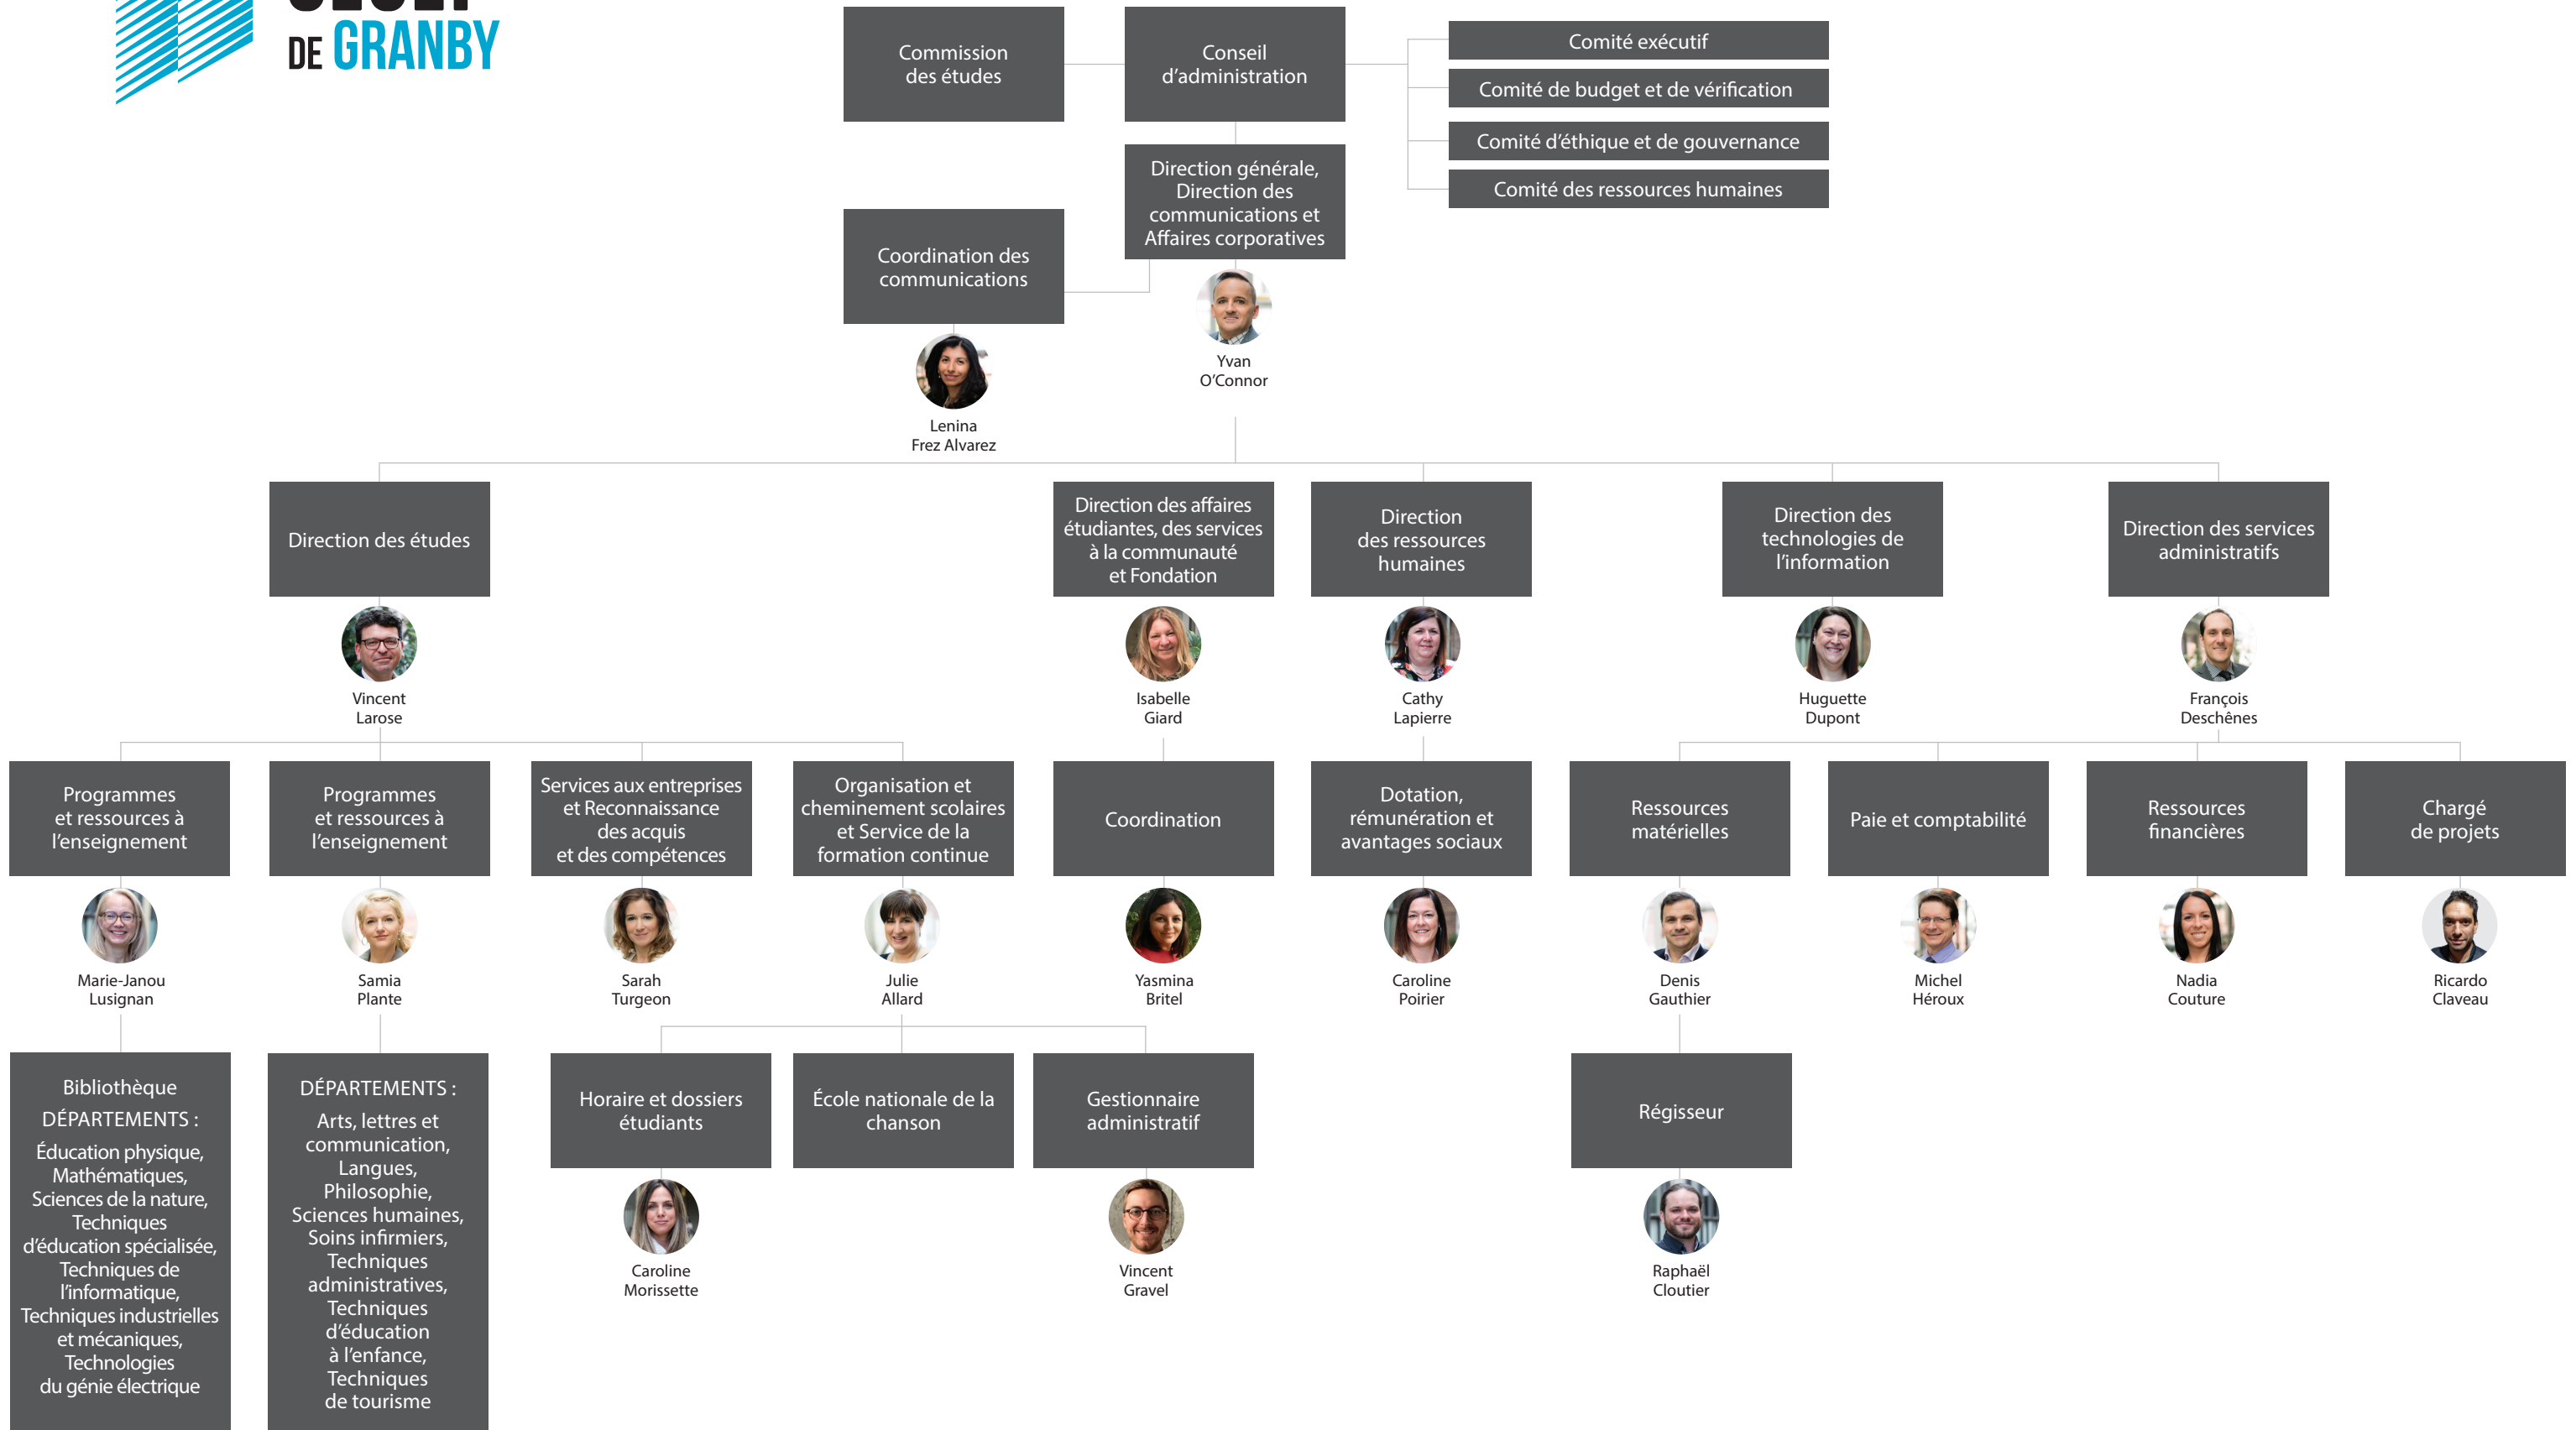 DE GRANBY
Commission
des études
Conseil
d’administration
Comité exécutif
Comité de budget et de vérification
Comité d’éthique et de gouvernance
Comité des ressources humaines
Direction générale,
Direction des
communications et
Affaires corporatives
Coordination des
communications
Yvan
O’Connor
Lenina
Frez Alvarez
Direction des études
Direction des affaires
étudiantes, des services
à la communauté
et Fondation
Direction
des ressources
humaines
Direction des
technologies de
l’information
Direction des services
administratifs
Vincent
Larose
Isabelle
Giard
Cathy
Lapierre
Huguette
Dupont
François
Deschênes
Programmes
et ressources à
l’enseignement
Programmes
et ressources à
l’enseignement
Services aux entreprises
et Reconnaissance
des acquis
et des compétences
Organisation et
cheminement scolaires
et Service de la
formation continue
Coordination
Dotation,
rémunération et
avantages sociaux
Ressources
matérielles
Paie et comptabilité
Ressources
financières
Chargé
de projets
Marie-Janou
Lusignan
Samia
Plante
Sarah
Turgeon
Julie
Allard
Yasmina
Britel
Caroline
Poirier
Denis
Gauthier
Michel
Héroux
Nadia
Couture
Ricardo
Claveau
Bibliothèque
DÉPARTEMENTS :
Éducation physique,
Mathématiques,
Sciences de la nature,
Techniques
d’éducation spécialisée,
Techniques de
l’informatique,
Techniques industrielles
et mécaniques,
Technologies
du génie électrique
DÉPARTEMENTS :
Arts, lettres et
communication,
Langues,
Philosophie,
Sciences humaines,
Soins infirmiers,
Techniques
administratives,
Techniques
d’éducation
à l’enfance,
Techniques
de tourisme
Horaire et dossiers
étudiants
École nationale de la
chanson
Gestionnaire
administratif
Régisseur
Caroline
Morissette
Vincent
Gravel
Raphaël
Cloutier